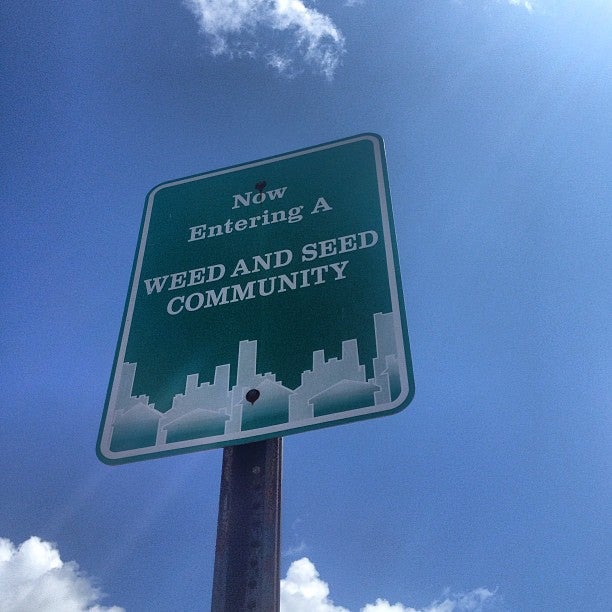 Now
Entering A
WEED AND SEED
COMMUNITY